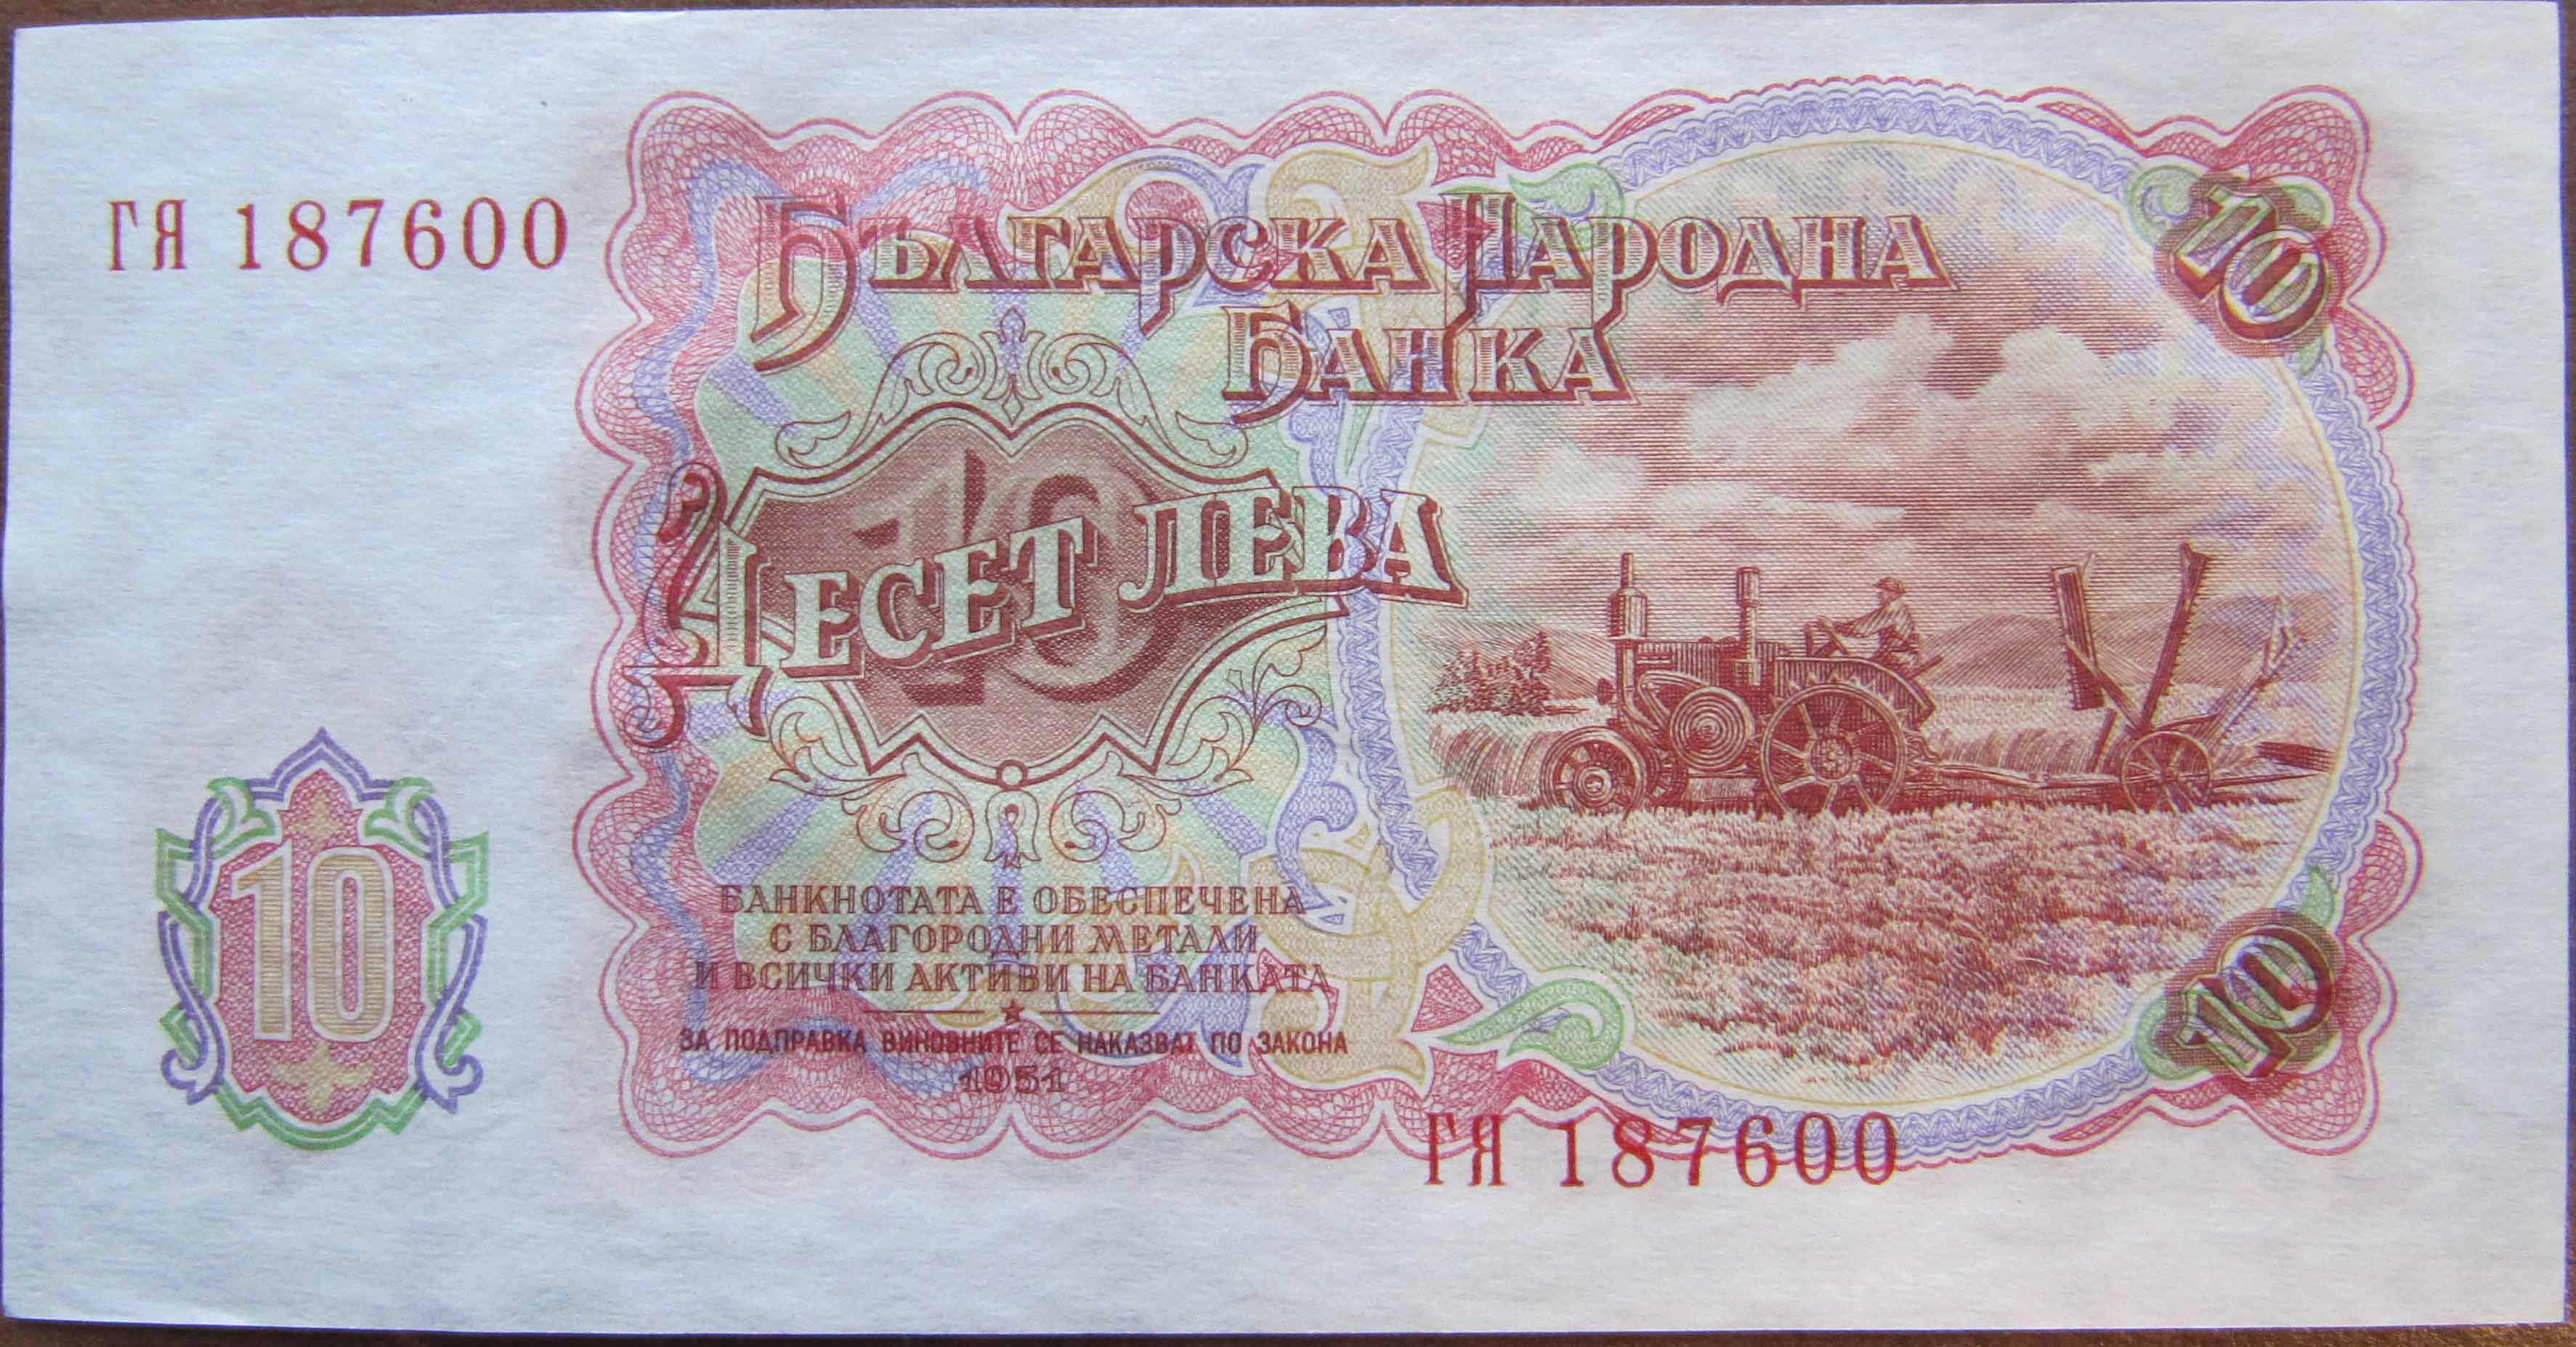 ГЯ 187600
БЪЛГАРСКА НАРОДНА
БАНКА
10
10
ДЕСЕТ ЛЕВА
10
БАНКНОТАТА Е ОБЕСПЕЧЕНА
С БЛАГОРОДНИ МЕТАЛИ
И ВСИЧКИ АКТИВИ НА БАНКАТА
ЗА ПОДПРАВКА ВИНОВНИТЕ СЕ НАКАЗВАТ ПО ЗАКОНА
1951
10
ГЯ 187600